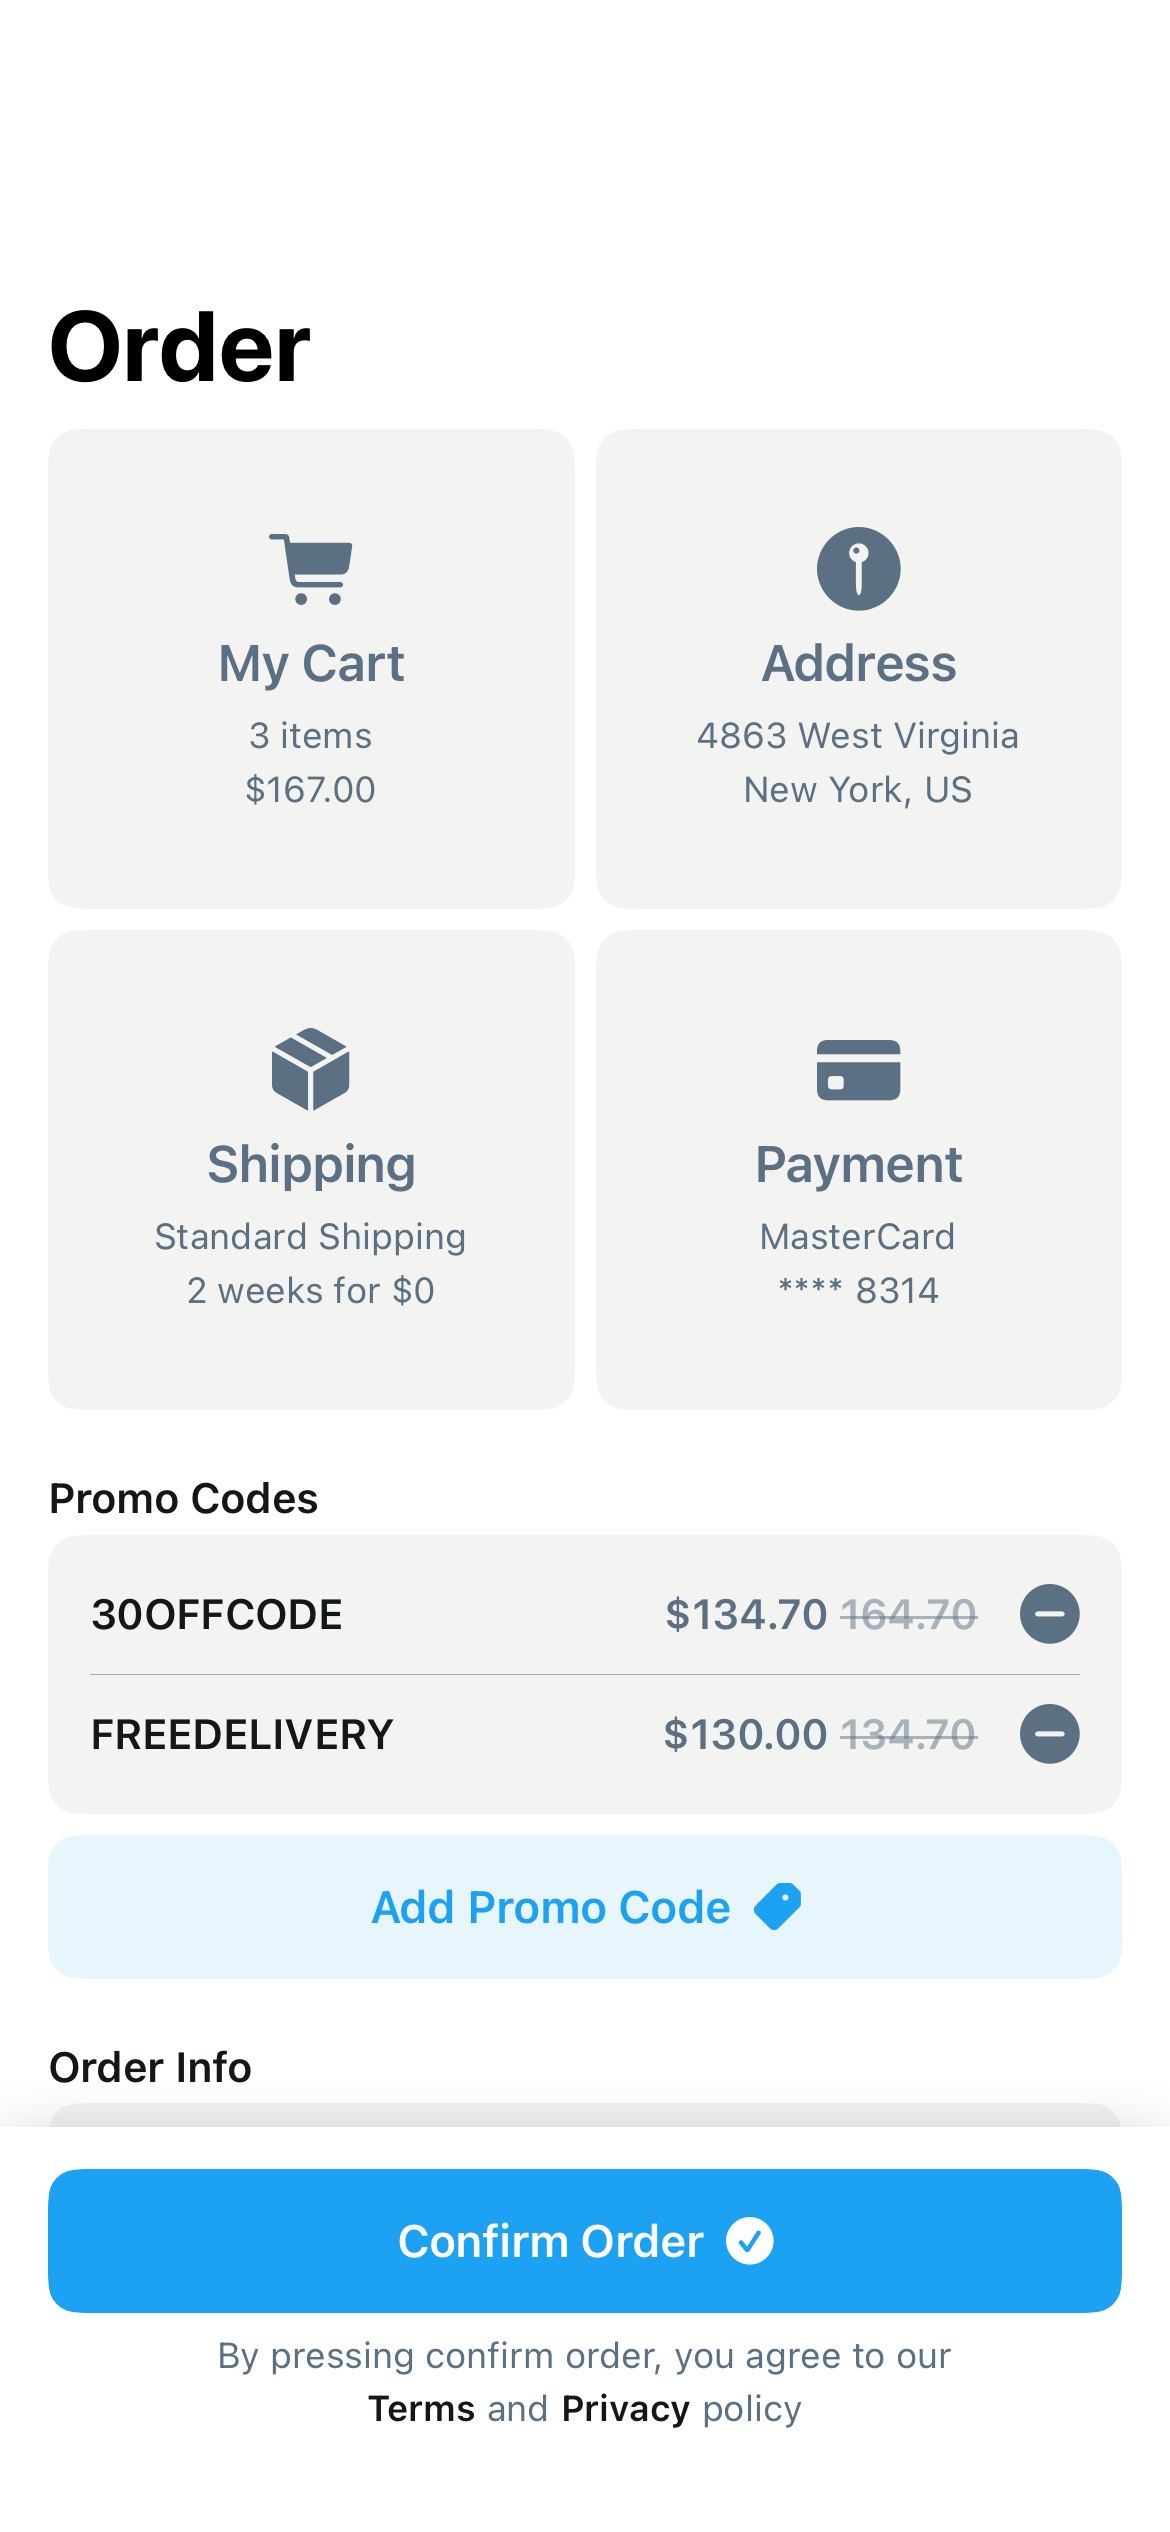 Order
My Cart
3 items
$167.00
Address
4863 West Virginia
New York, US
Shipping
Standard Shipping
2 weeks for $0
Payment
MasterCard
**** 8314
Promo Codes
30OFFCODE $134.70 164.70
FREEDELIVERY $130.00 134.70
Add Promo Code
Order Info
Confirm Order
By pressing confirm order, you agree to our
Terms and Privacy policy